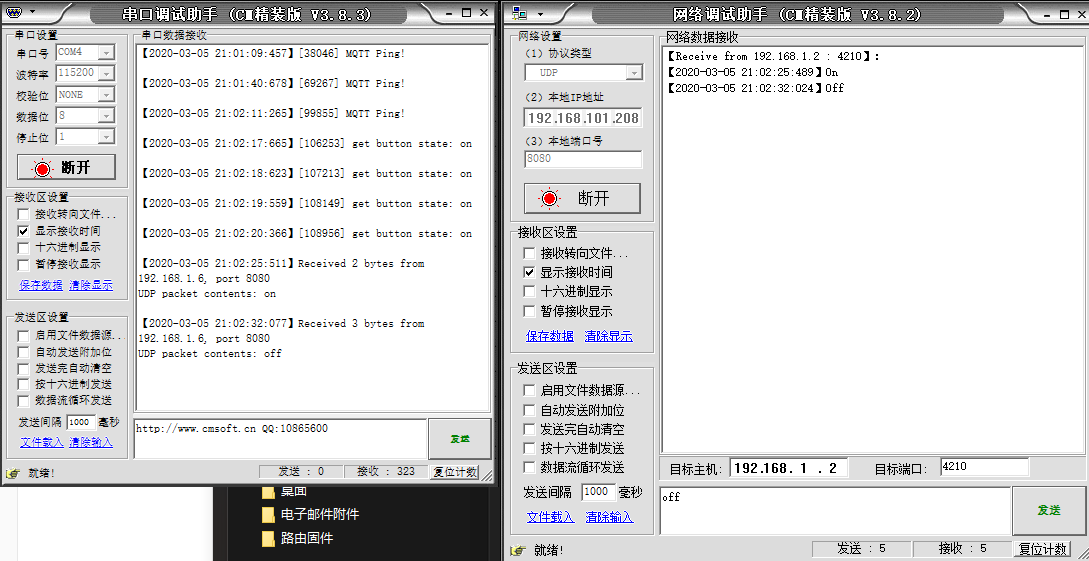 串口调试助手 (CM精装版 V3.8.3)
串口设置
串口号 COM4
波特率 115200
校验位 NONE
数据位 8
停止位 1
断开
接收区设置
接收转向文件...
显示接收时间
十六进制显示
暂停接收显示
保存数据 清除显示
发送区设置
启用文件数据源...
自动发送附加位
发送完自动清空
按十六进制发送
数据流循环发送
发送间隔 1000 毫秒
文件载入 清除输入
串口数据接收
【2020-03-05 21:01:09:457】[38046] MQTT Ping!
【2020-03-05 21:01:40:678】[69267] MQTT Ping!
【2020-03-05 21:02:11:265】[99855] MQTT Ping!
【2020-03-05 21:02:17:665】[106253] get button state: on
【2020-03-05 21:02:18:623】[107213] get button state: on
【2020-03-05 21:02:19:559】[108149] get button state: on
【2020-03-05 21:02:20:366】[108956] get button state: on
【2020-03-05 21:02:25:511】Received 2 bytes from
192.168.1.6, port 8080
UDP packet contents: on
【2020-03-05 21:02:32:077】Received 3 bytes from
192.168.1.6, port 8080
UDP packet contents: off
http://www.cmsoft.cn QQ:10865600
发送
就绪! 发送 : 0 接收 : 323 复位计数
桌面
电子邮件附件
路由固件
网络调试助手 (CM精装版 V3.8.2)
网络设置
(1) 协议类型
UDP
(2) 本地IP地址
192.168.101.208
(3) 本地端口号
8080
断开
接收区设置
接收转向文件...
显示接收时间
十六进制显示
暂停接收显示
保存数据 清除显示
发送区设置
启用文件数据源...
自动发送附加位
发送完自动清空
按十六进制发送
数据流循环发送
发送间隔 1000 毫秒
文件载入 清除输入
网络数据接收
【Receive from 192.168.1.2 : 4210】:
【2020-03-05 21:02:25:489】On
【2020-03-05 21:02:32:024】Off
目标主机: 192.168. 1 . 2 目标端口: 4210
off
发送
就绪! 发送 : 5 接收 : 5 复位计数